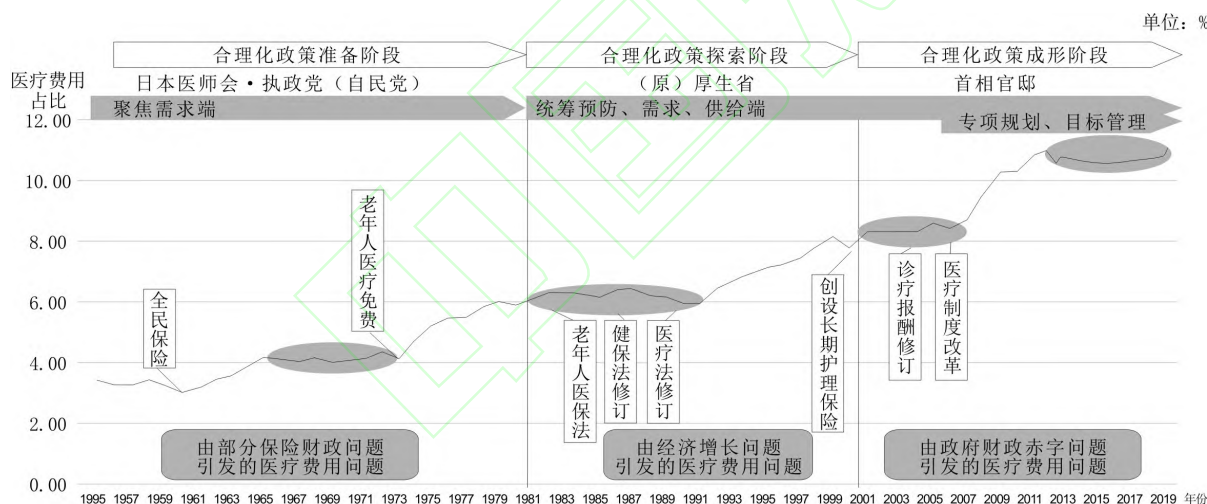 单位：%
合理化政策准备阶段
合理化政策探索阶段
合理化政策成形阶段
医疗费用
占比
日本医师会·执政党（自民党）
（原）厚生省
首相官邸
聚焦需求端
统筹预防、需求、供给端
专项规划、目标管理
12.00
10.00
8.00
6.00
4.00
2.00
0.00
全民保险
老年人医疗免费
老年人医保法
健保法修订
医疗法修订
创设长期护理保险
诊疗报酬修订
医疗制度改革
由部分保险财政问题
引发的医疗费用问题
由经济增长问题
引发的医疗费用问题
由政府财政赤字问题
引发的医疗费用问题
1995 1957 1959 1961 1963 1965 1967 1969 1971 1973 1975 1977 1979 1981 1983 1985 1987 1989 1991 1993 1995 1997 1999 2001 2003 2005 2007 2009 2011 2013 2015 2017 2019 年份